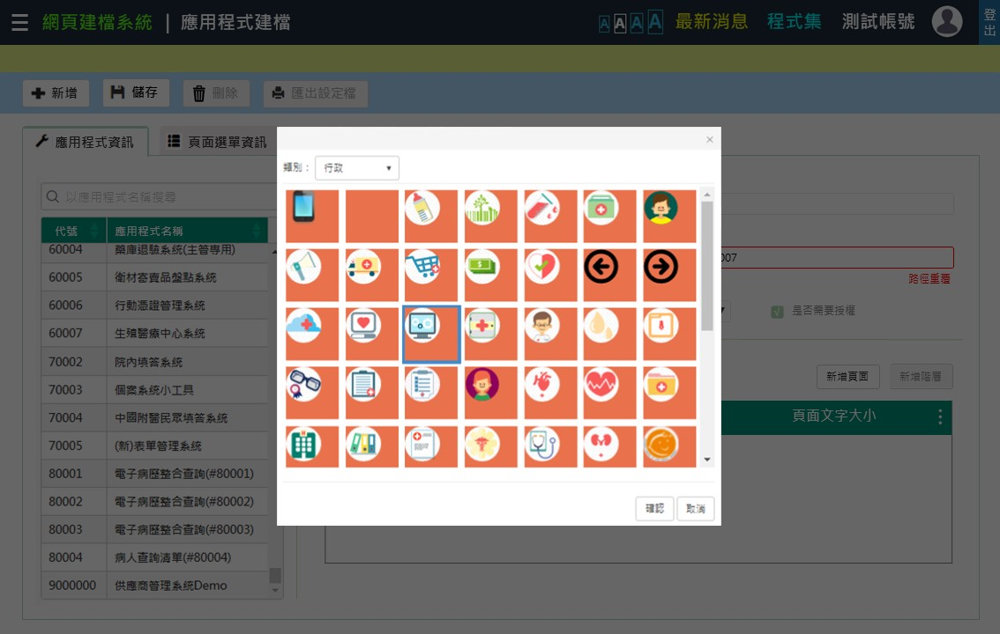 網頁建檔系統 | 應用程式建檔
A A A A 最新消息 程式集 測試帳號 登出
新增 儲存 刪除 匯出設定檔
應用程式資訊 頁面選單資訊
×
類別： 行政
以應用程式名稱搜尋
代號 應用程式名稱
60004 藥庫退驗系統(主管專用)
60005 衛材寄賣品盤點系統
60006 行動憑證管理系統
60007 生殖醫療中心系統
70002 院內填答系統
70003 個案系統小工具
70004 中國附醫民眾填答系統
70005 (新)表單管理系統
80001 電子病歷整合查詢(#80001)
80002 電子病歷整合查詢(#80002)
80003 電子病歷整合查詢(#80003)
80004 病人查詢清單(#80004)
9000000 供應商管理系統Demo
007
路徑重覆
是否需要授權
新增頁面 新增階層
頁面文字大小
確認 取消